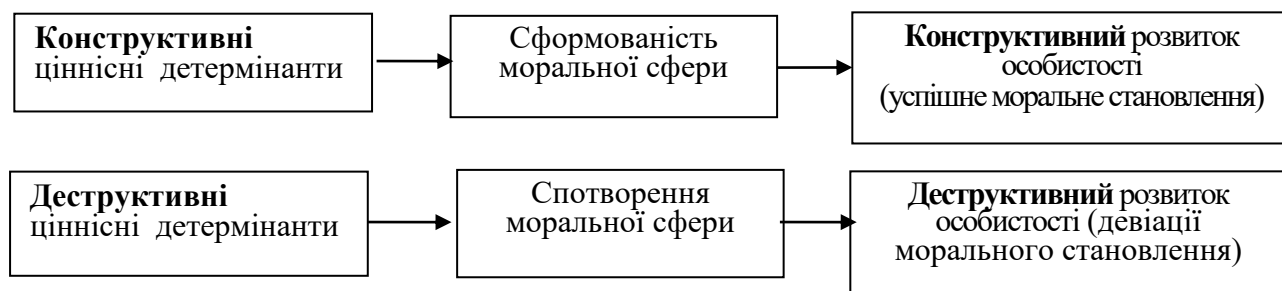 Конструктивні
ціннісні детермінанти
Сформованість
моральної сфери
Конструктивний розвиток
особистості
(успішне моральне становлення)
Деструктивні
ціннісні детермінанти
Спотворення
моральної сфери
Деструктивний розвиток
особистості (девіації
морального становлення)